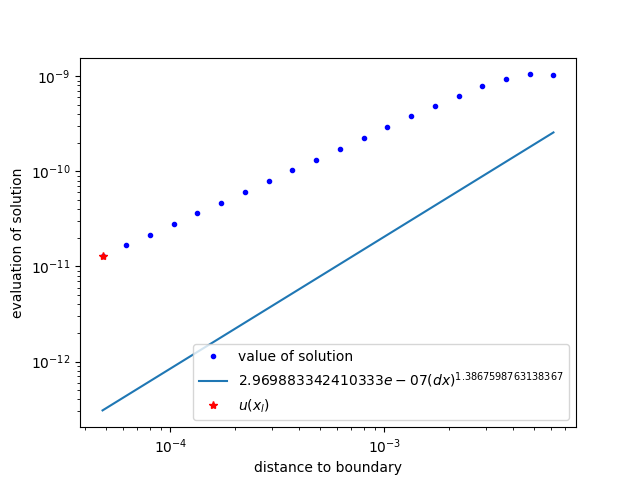 10⁻⁹
10⁻¹⁰
10⁻¹¹
10⁻¹²
evaluation of solution
value of solution
2.969883342410333e − 07(dx)^1.3867598763138367
u(x_l)
10⁻⁴
10⁻³
distance to boundary